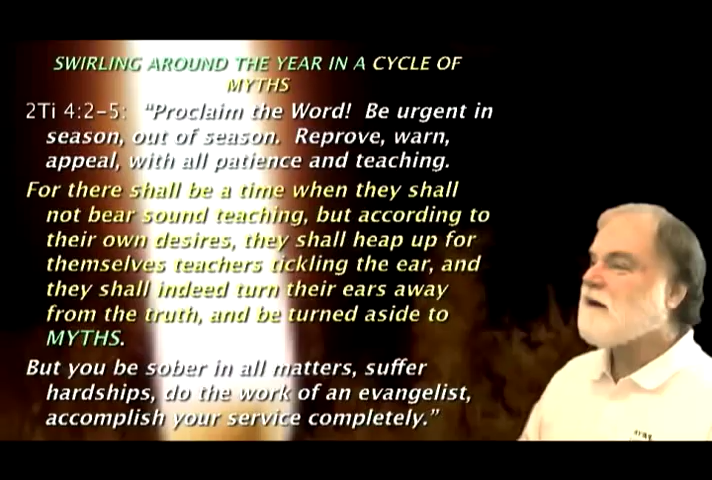 SWIRLING AROUND THE YEAR IN A CYCLE OF
MYTHS
2Ti 4:2-5: "Proclaim the Word! Be urgent in
season, out of season. Reprove, warn,
appeal, with all patience and teaching.
For there shall be a time when they shall
not bear sound teaching, but according to
their own desires, they shall heap up for
themselves teachers tickling the ear, and
they shall indeed turn their ears away
from the truth, and be turned aside to
MYTHS.
But you be sober in all matters, suffer
hardships, do the work of an evangelist,
accomplish your service completely."